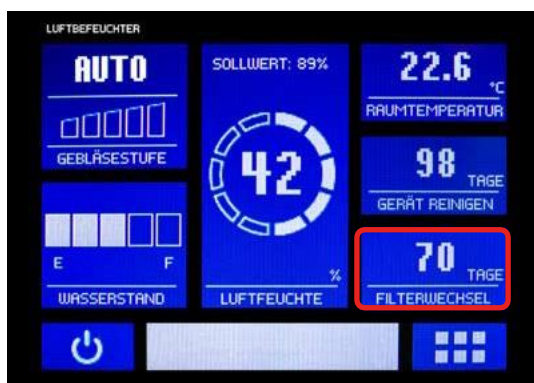 LUFTBEFEUCHTER
AUTO
GEBLÄSESTUFE
E F
WASSERSTAND
SOLLWERT: 89%
42
%
LUFTFEUCHTE
22.6 °C
RAUMTEMPERATUR
98 TAGE
GERÄT REINIGEN
70 TAGE
FILTERWECHSEL